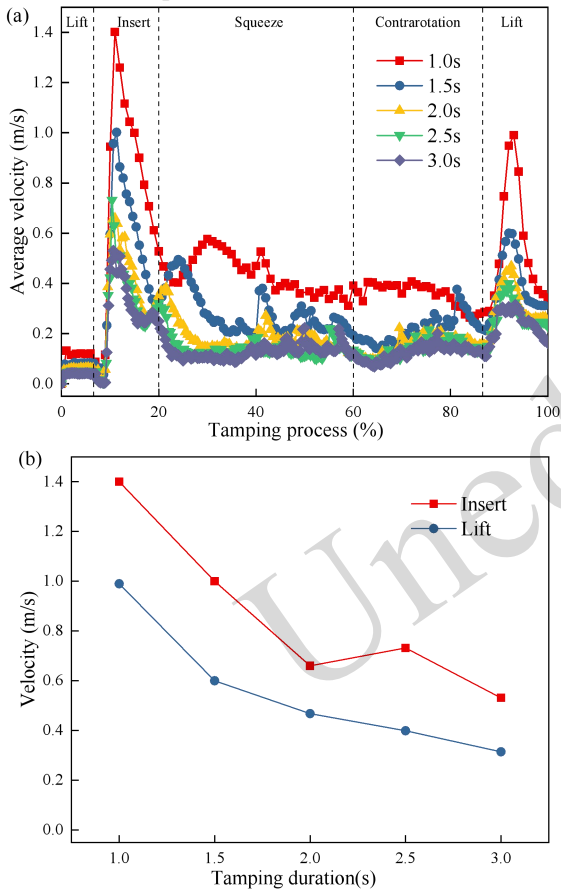 (a)
Lift Insert Squeeze Contrarotation Lift
1.4
1.2
1.0
0.8
0.6
0.4
0.2
0.0
Average velocity (m/s)
1.0s
1.5s
2.0s
2.5s
3.0s
0 20 40 60 80 100
Tamping process (%)
(b)
1.4
1.2
1.0
0.8
0.6
0.4
0.2
0.0
Velocity (m/s)
Insert
Lift
1.0 1.5 2.0 2.5 3.0
Tamping duration(s)